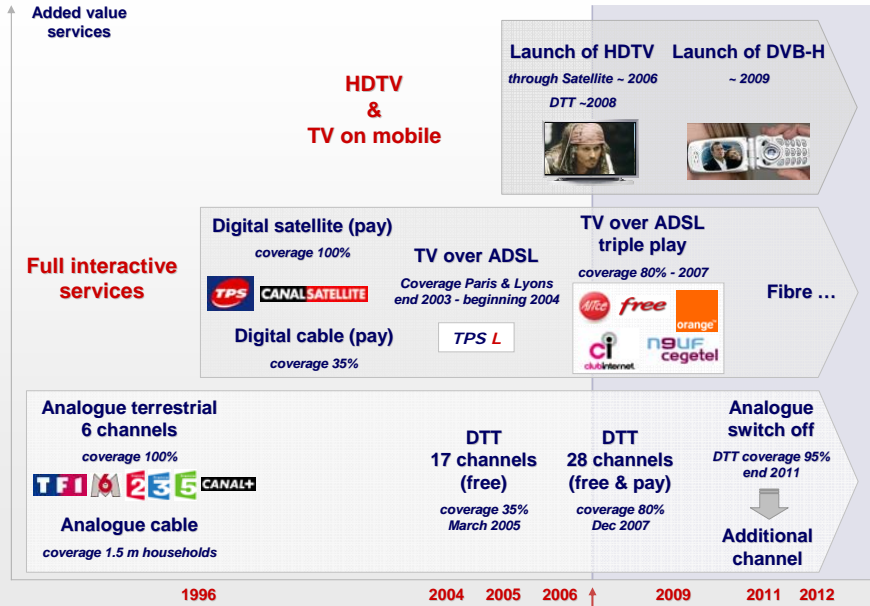 Added value
services
HDTV
&
TV on mobile
Launch of HDTV
through Satellite ~ 2006
DTT ~2008
Launch of DVB-H
~ 2009
Full interactive
services
Digital satellite (pay)
coverage 100%
TPS CANALSATELLITE
Digital cable (pay)
coverage 35%
TV over ADSL
Coverage Paris & Lyons
end 2003 - beginning 2004
TPS L
TV over ADSL
triple play
coverage 80% - 2007
Alice free orange™
ci
clubinternet.
neuf
cegetel
Fibre ...
Analogue terrestrial
6 channels
coverage 100%
TF1 M6 2 3 5 CANAL+
Analogue cable
coverage 1.5 m households
DTT
17 channels
(free)
coverage 35%
March 2005
DTT
28 channels
(free & pay)
coverage 80%
Dec 2007
Analogue
switch off
DTT coverage 95%
end 2011
Additional
channel
1996 2004 2005 2006 2009 2011 2012